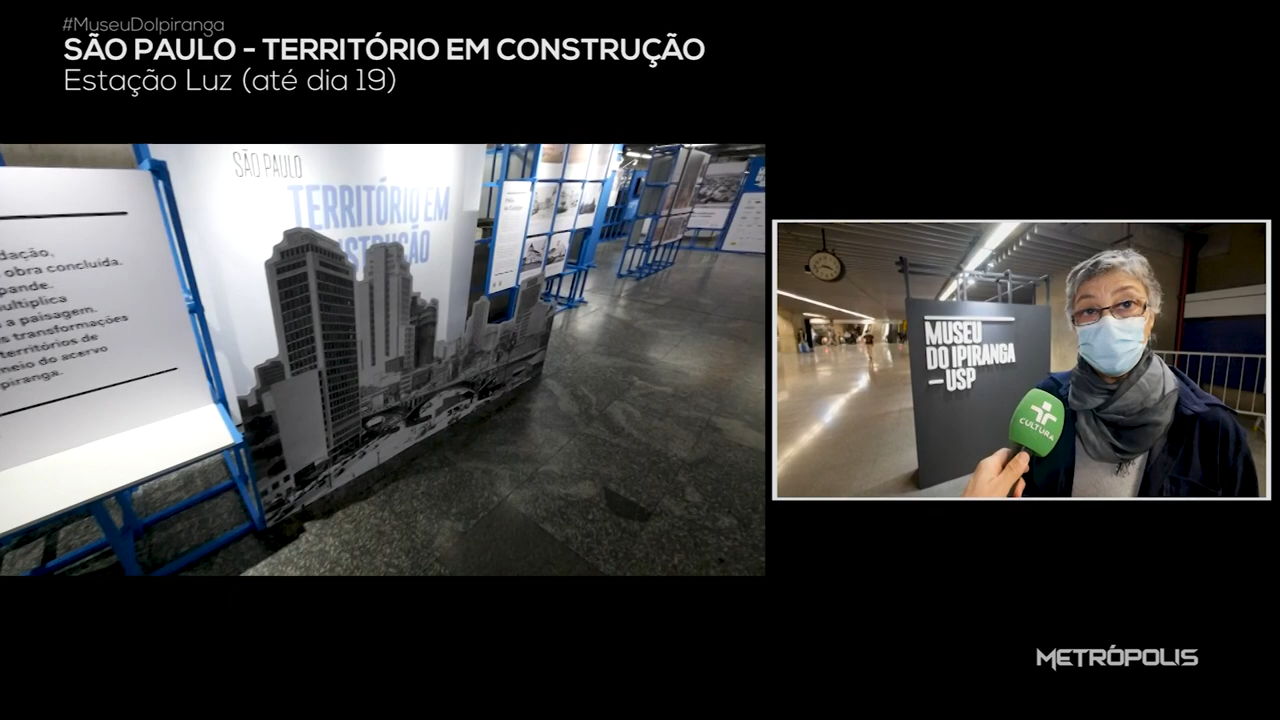 #MuseuDoIpiranga
SÃO PAULO - TERRITÓRIO EM CONSTRUÇÃO
Estação Luz (até dia 19)
SÃO PAULO
TERRITÓRIO EM
dação,
obra concluída.
pande.
ultiplica
a paisagem.
s transformações
territórios de
meio do acervo
piranga.
MUSEU
DO IPIRANGA
—USP
CULTURA
METRÓPOLIS